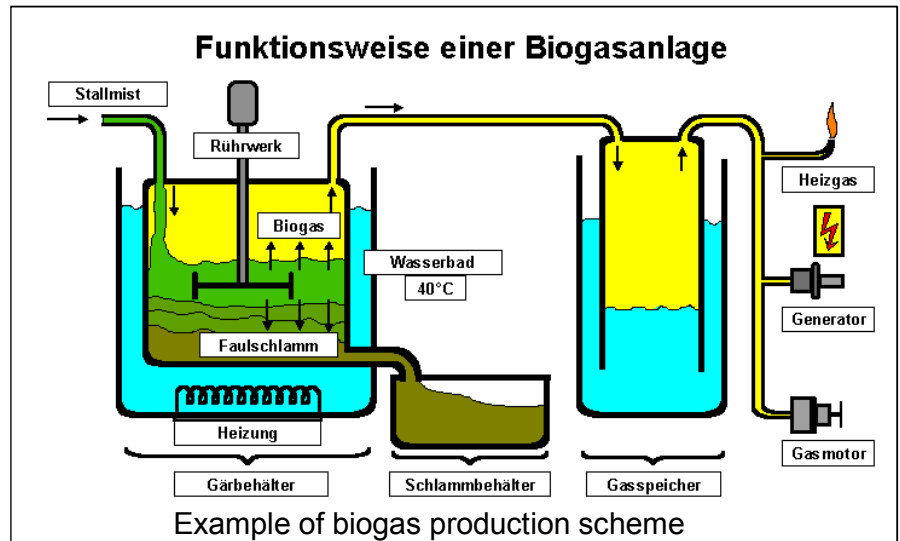 Funktionsweise einer Biogasanlage
Stallmist
Rührwerk
Heizgas
Biogas
Wasserbad
40°C
Generator
Faulschlamm
Heizung
Gasmotor
Gärbehälter
Schlammbehälter
Gasspeicher
Example of biogas production scheme